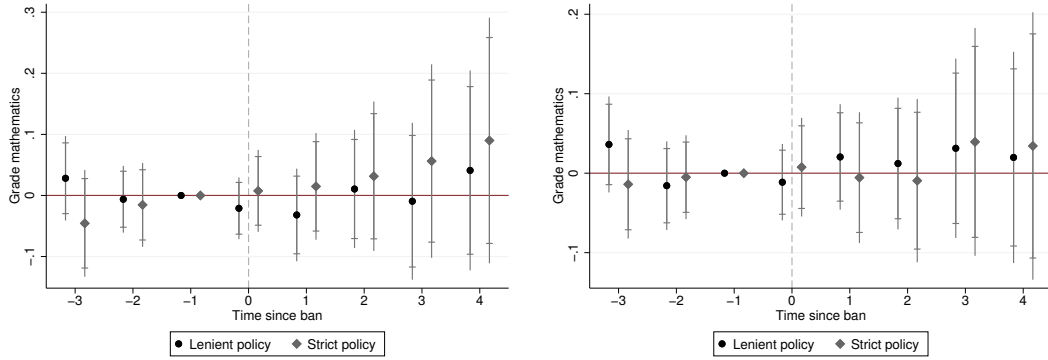 Grade mathematics
.3
.2
.1
0
-.1
−3 −2 −1 0 1 2 3 4
Time since ban
Lenient policy Strict policy
Grade mathematics
.2
.1
0
-.1
−3 −2 −1 0 1 2 3 4
Time since ban
Lenient policy Strict policy